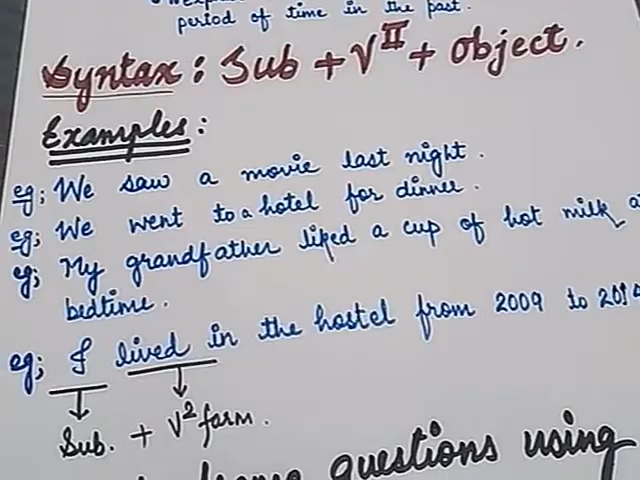 period of time in the past.
Syntax : Sub + V^II + Object.
Examples :
eg; We saw a movie last night.
eg; We went to a hotel for dinner.
eg; My grandfather liked a cup of hot milk
bedtime.
eg; I lived in the hostel from 2009 to
Sub. + V² form.
questions using